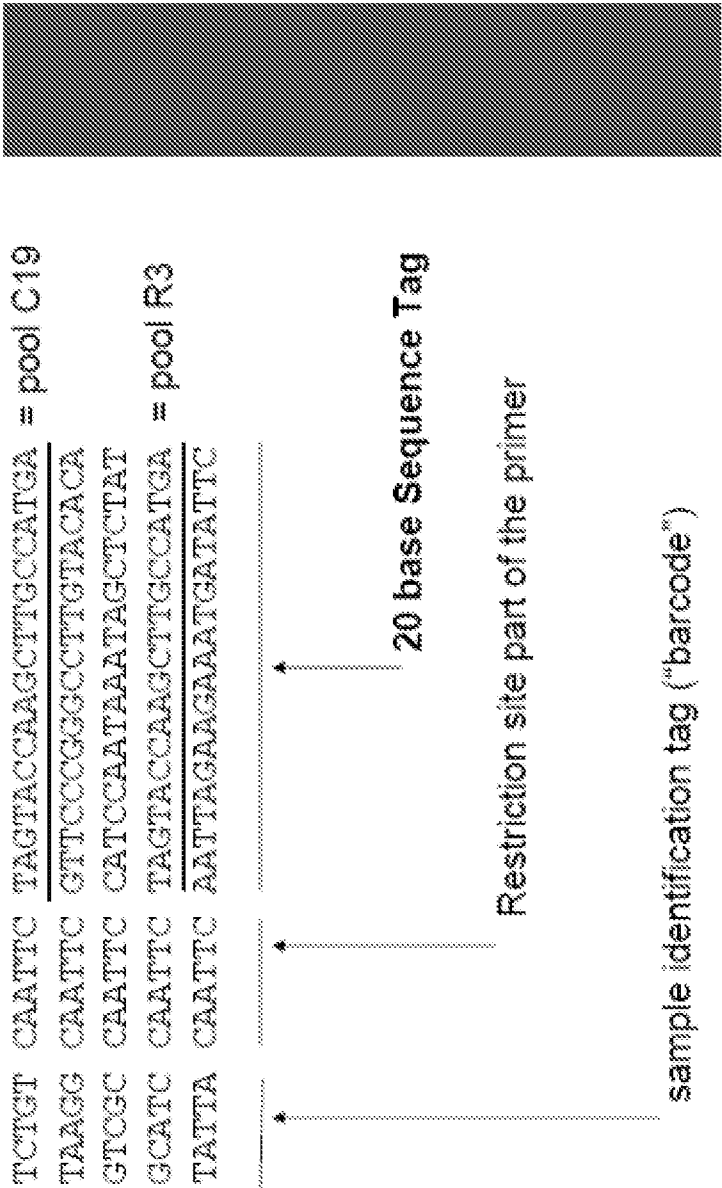 TCTGT CAATTC TAGTACCAAGCTTGCCATGA = pool C19
TAAGG CAATTC GTTCCCGGGCCTTGTACACA
GTCGC CAATTC CATCCAATAAATAGCTCTAT
GCATC CAATTC TAGTACCAAGCTTGCCATGA = pool R3
TATTA CAATTC AATTAGAAGAAATGATATTC
20 base Sequence Tag
Restriction site part of the primer
sample identification tag ("barcode")